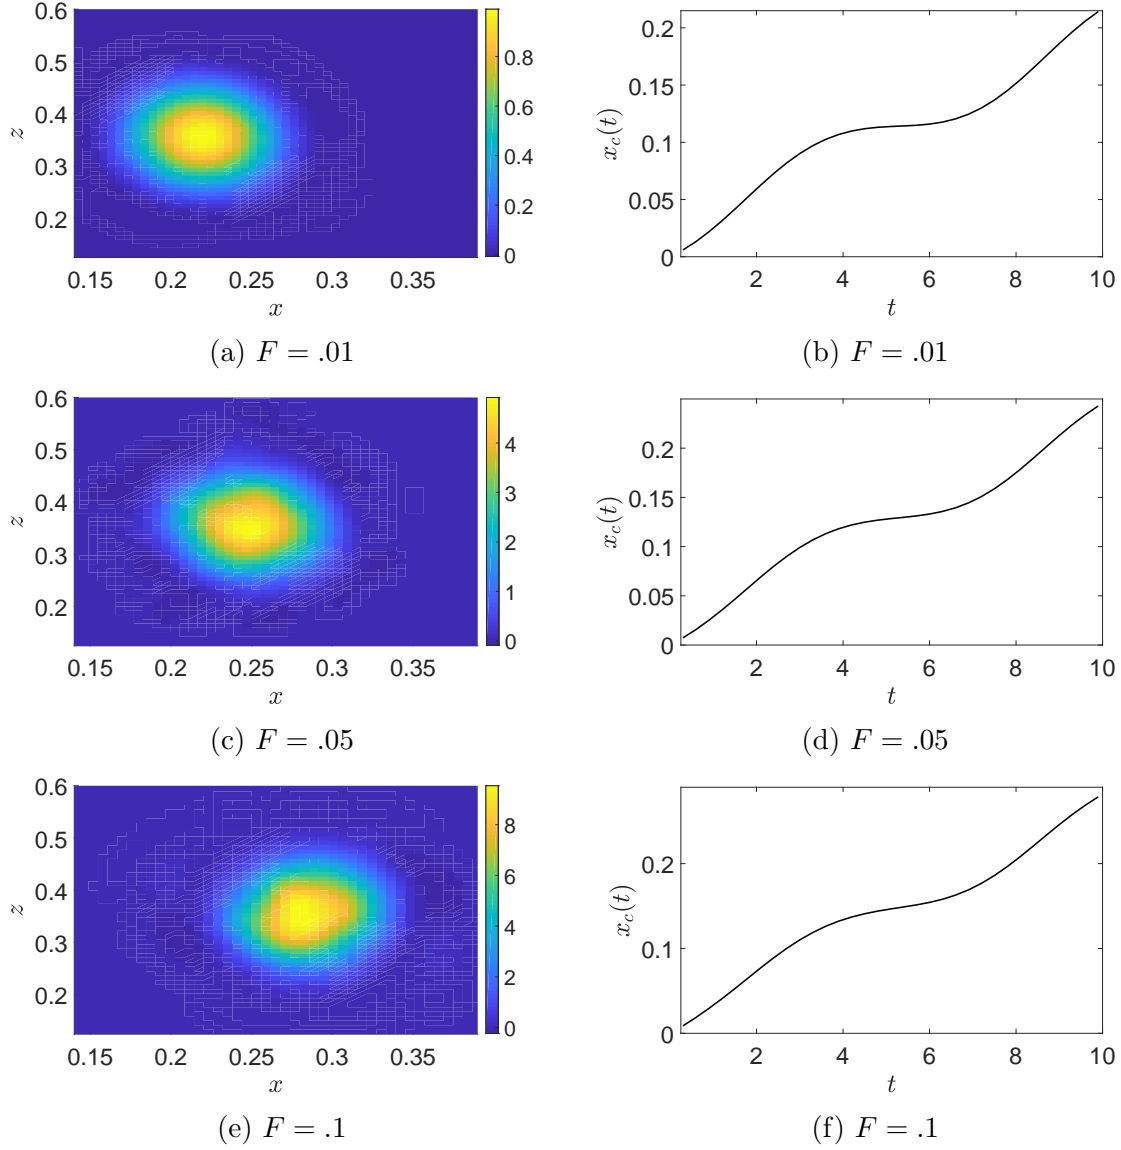 0.6
0.5
0.4
0.3
0.2
z
0.15 0.2 0.25 0.3 0.35
x
0.8
0.6
0.4
0.2
0
(a) F = .01
0.2
0.15
0.1
0.05
0
x_c(t)
2 4 6 8 10
t
(b) F = .01
0.6
0.5
0.4
0.3
0.2
z
0.15 0.2 0.25 0.3 0.35
x
4
3
2
1
0
(c) F = .05
0.2
0.15
0.1
0.05
0
x_c(t)
2 4 6 8 10
t
(d) F = .05
0.6
0.5
0.4
0.3
0.2
z
0.15 0.2 0.25 0.3 0.35
x
8
6
4
2
0
(e) F = .1
0.2
0.1
0
x_c(t)
2 4 6 8 10
t
(f) F = .1